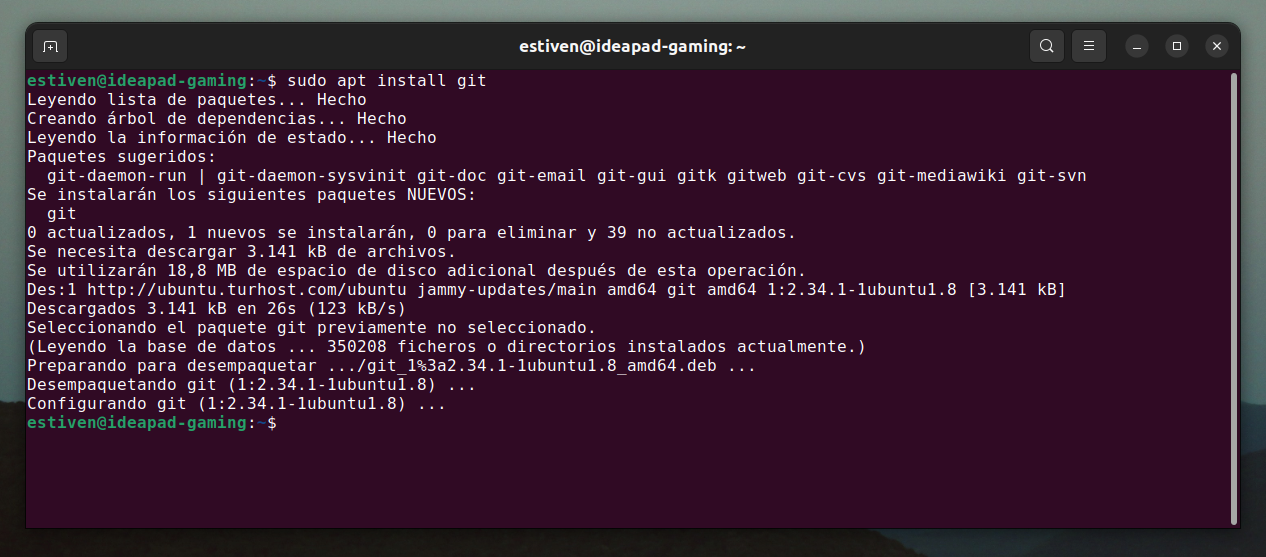 estiven@ideapad-gaming: ~
estiven@ideapad-gaming:~$ sudo apt install git
Leyendo lista de paquetes... Hecho
Creando árbol de dependencias... Hecho
Leyendo la información de estado... Hecho
Paquetes sugeridos:
  git-daemon-run | git-daemon-sysvinit git-doc git-email git-gui gitk gitweb git-cvs git-mediawiki git-svn
Se instalarán los siguientes paquetes NUEVOS:
  git
0 actualizados, 1 nuevos se instalarán, 0 para eliminar y 39 no actualizados.
Se necesita descargar 3.141 kB de archivos.
Se utilizarán 18,8 MB de espacio de disco adicional después de esta operación.
Des:1 http://ubuntu.turhost.com/ubuntu jammy-updates/main amd64 git amd64 1:2.34.1-1ubuntu1.8 [3.141 kB]
Descargados 3.141 kB en 26s (123 kB/s)
Seleccionando el paquete git previamente no seleccionado.
(Leyendo la base de datos ... 350208 ficheros o directorios instalados actualmente.)
Preparando para desempaquetar .../git_1%3a2.34.1-1ubuntu1.8_amd64.deb ...
Desempaquetando git (1:2.34.1-1ubuntu1.8) ...
Configurando git (1:2.34.1-1ubuntu1.8) ...
estiven@ideapad-gaming:~$